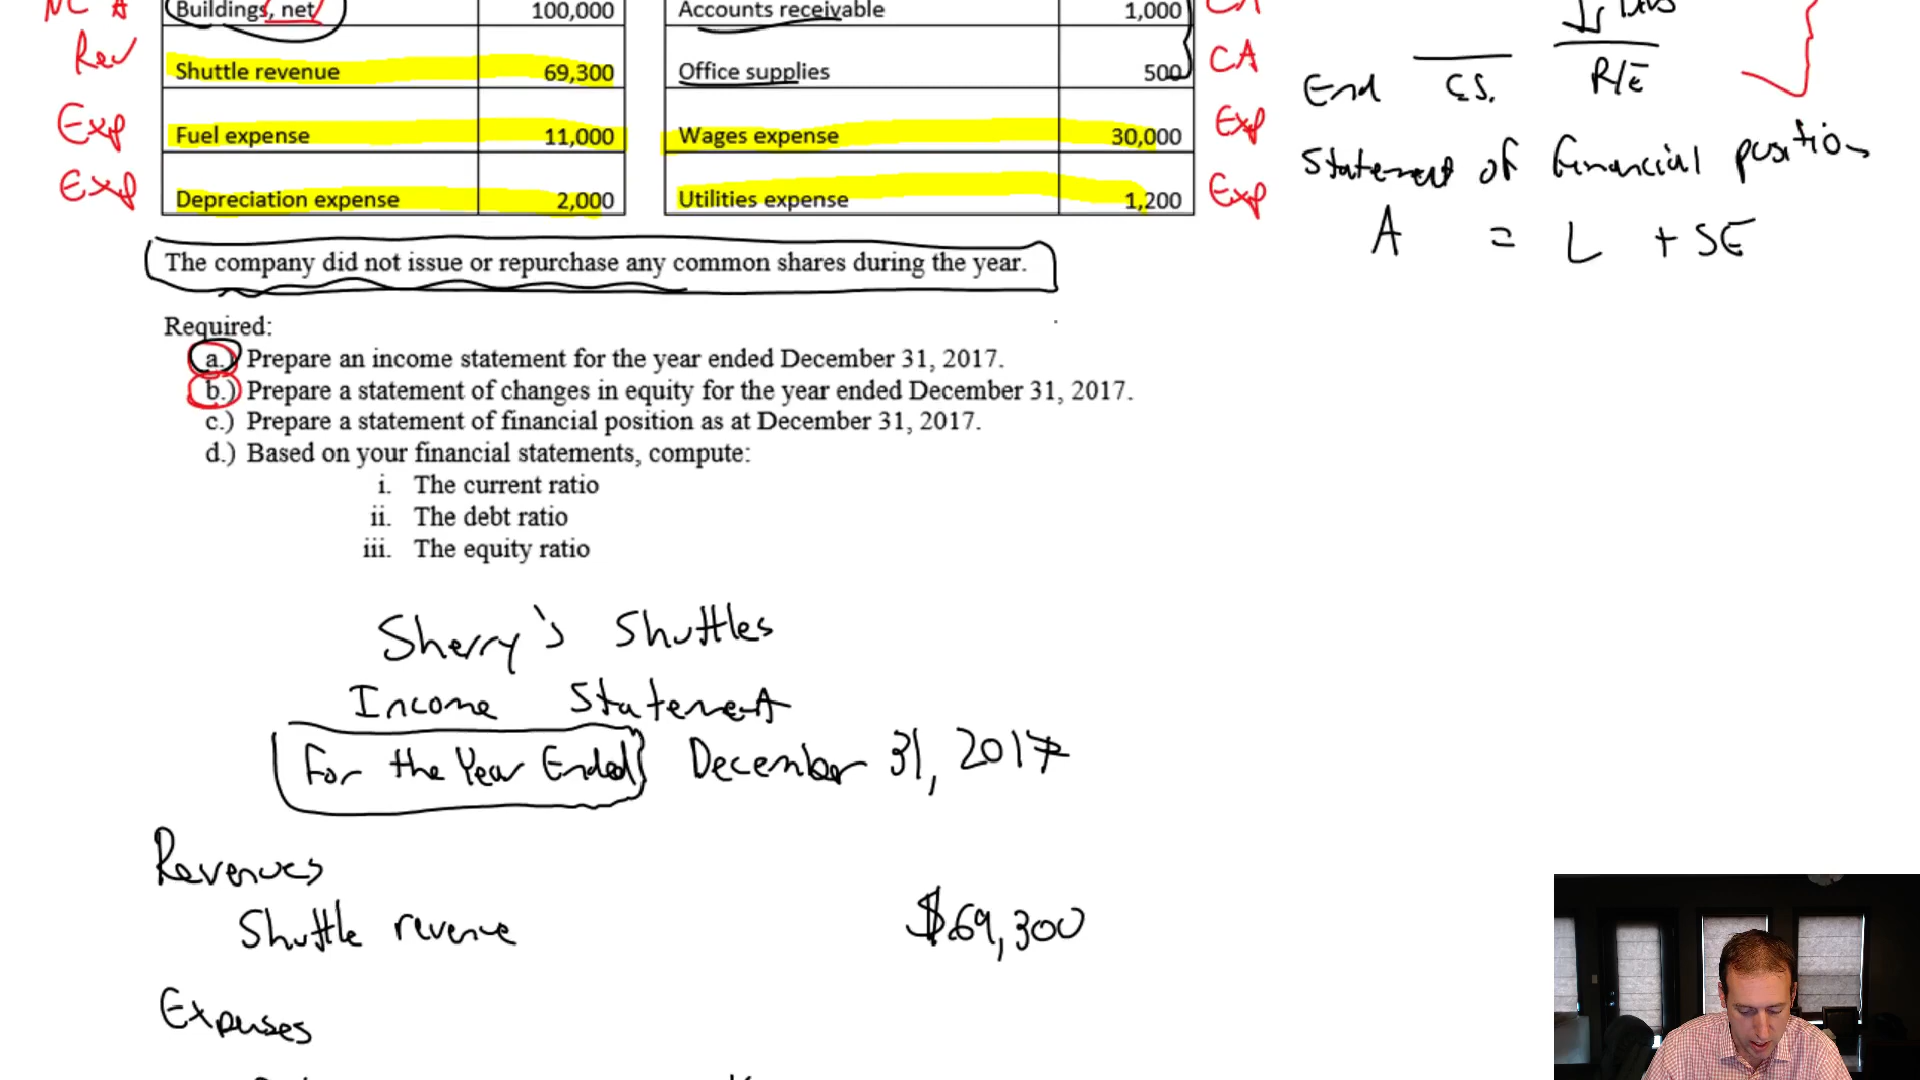 NC A Buildings, net 100,000 Accounts receivable 1,000 CA
Rev Shuttle revenue 69,300 Office supplies 500 CA
Exp Fuel expense 11,000 Wages expense 30,000 Exp
Exp Depreciation expense 2,000 Utilities expense 1,200 Exp
The company did not issue or repurchase any common shares during the year.
Required:
a.) Prepare an income statement for the year ended December 31, 2017.
b.) Prepare a statement of changes in equity for the year ended December 31, 2017.
c.) Prepare a statement of financial position as at December 31, 2017.
d.) Based on your financial statements, compute:
i. The current ratio
ii. The debt ratio
iii. The equity ratio
End C.S. R/E
Statement of financial position
A = L + SE
Sherry's Shuttles
Income Statement
For the Year Ended December 31, 2017
Revenues
Shuttle revenue $69,300
Expenses